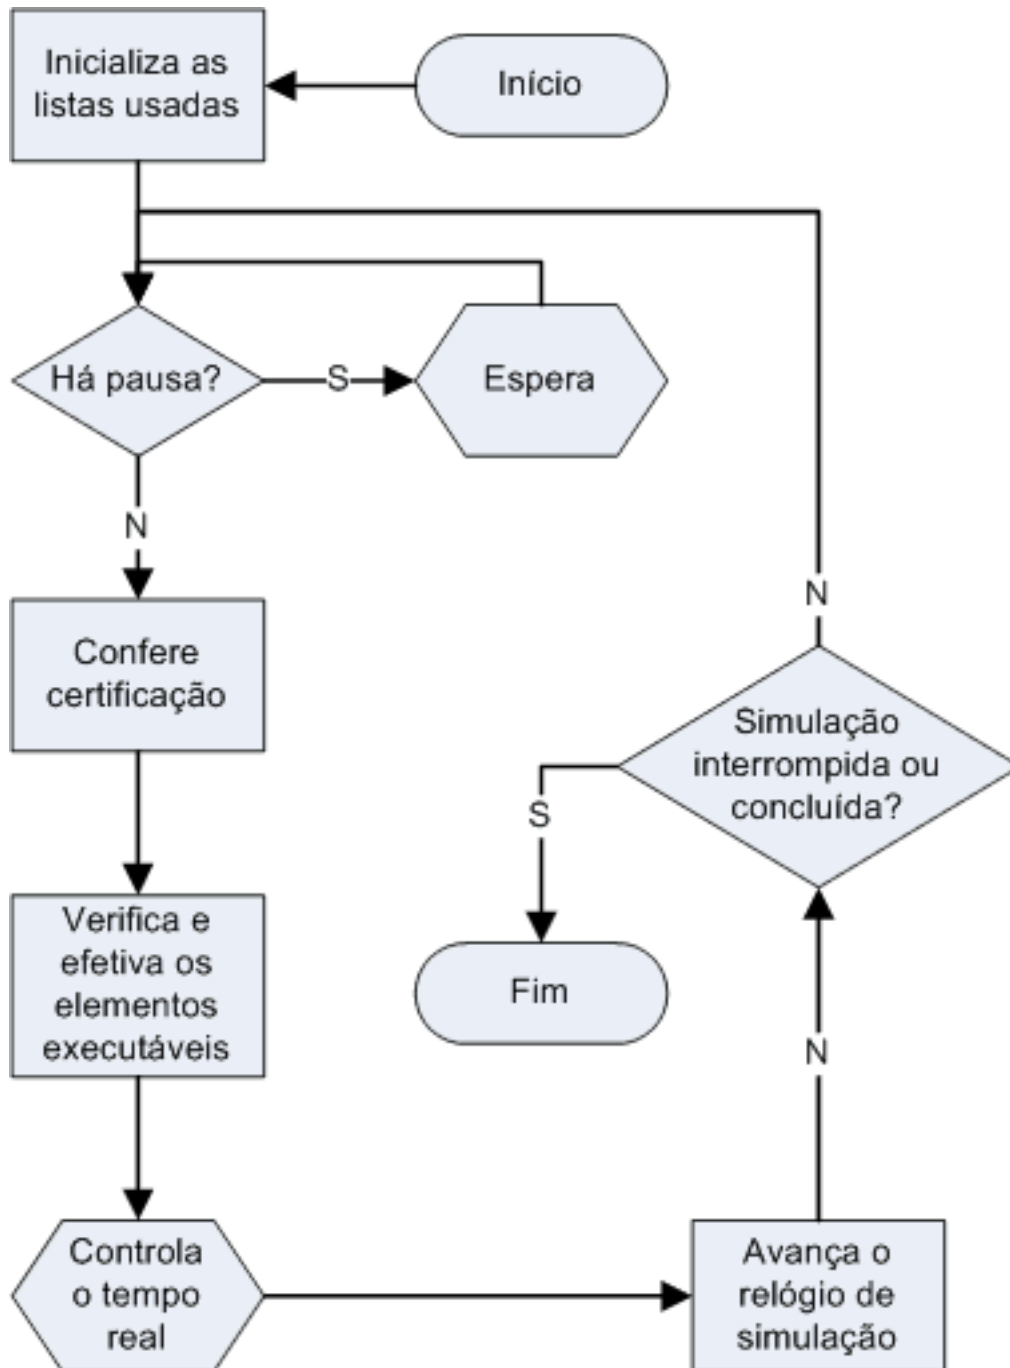 Início
Inicializa as
listas usadas
Há pausa?
S
Espera
N
Confere
certificação
Verifica e
efetiva os
elementos
executáveis
Controla
o tempo
real
Avança o
relógio de
simulação
N
Simulação
interrompida ou
concluída?
N
S
Fim